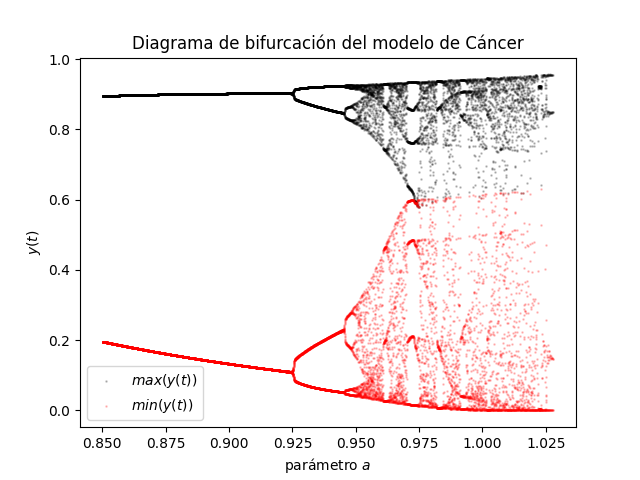 Diagrama de bifurcación del modelo de Cáncer
1.0
0.8
0.6
0.4
0.2
0.0
y(t)
max(y(t))
min(y(t))
0.850 0.875 0.900 0.925 0.950 0.975 1.000 1.025
parámetro a